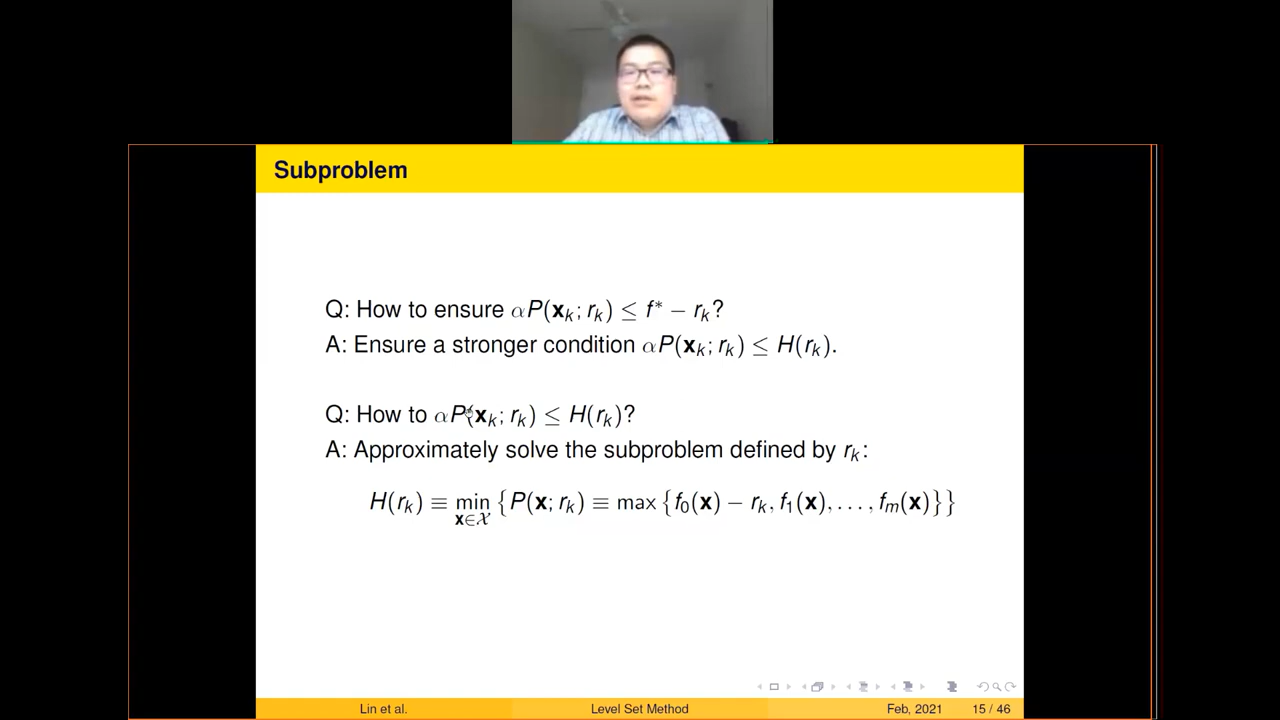 Subproblem
Q: How to ensure αP(x_k; r_k) ≤ f* − r_k?
A: Ensure a stronger condition αP(x_k; r_k) ≤ H(r_k).
Q: How to αP(x_k; r_k) ≤ H(r_k)?
A: Approximately solve the subproblem defined by r_k:
H(r_k) ≡ min_{x∈𝒳} {P(x; r_k) ≡ max {f_0(x) − r_k, f_1(x), …, f_m(x)}}
Lin et al. Level Set Method Feb, 2021 15 / 46